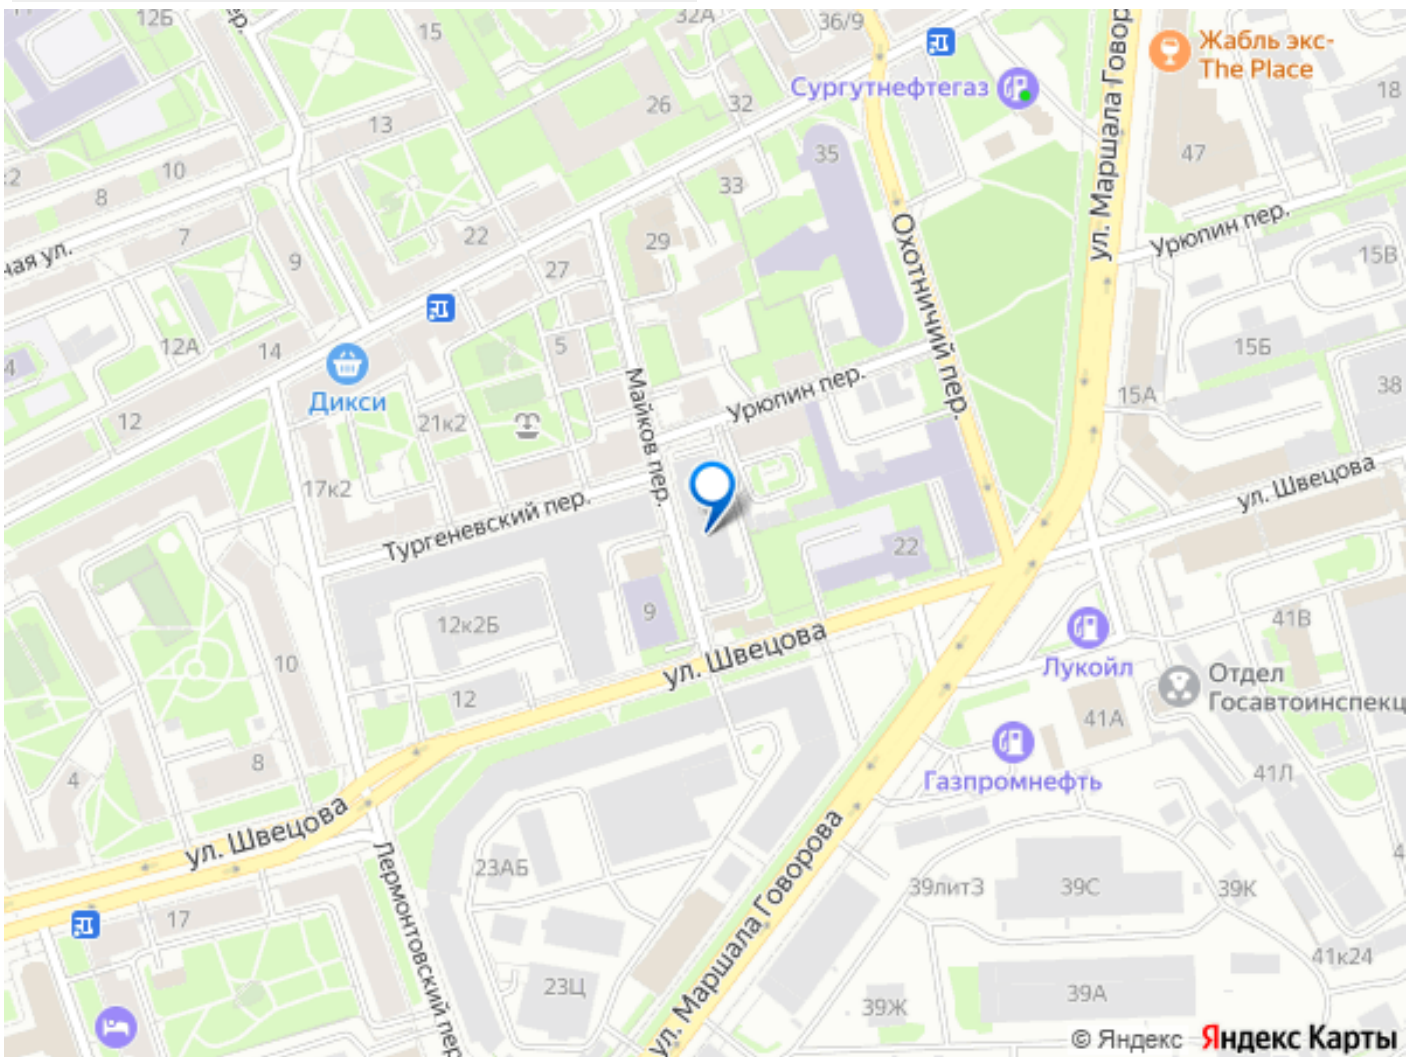 12Б
15
32А
36/9
Жабль экс-
The Place
Сургутнефтегаз
18
26
32
13
35
47
10
8
33
7
22
29
Урюпин пер.
ул. Маршала Говор
Охотничий пер.
ная ул.
9
27
15В
12А
14
5
15Б
4
Майков пер.
Урюпин пер.
15А
38
Дикси
12
21к2
17к2
Тургеневский пер.
ул. Швецова
22
9
12к2Б
41В
10
ул. Швецова
Лукойл
Отдел
Госавтоинспекц
12
41А
8
4
Газпромнефть
41Л
ул. Швецова
Лермонтовский пер
23АБ
ул. Маршала Говорова
39литЗ
39С
39К
4
17
41к24
23Ц
39Ж
39А
© Яндекс Яндекс Карты